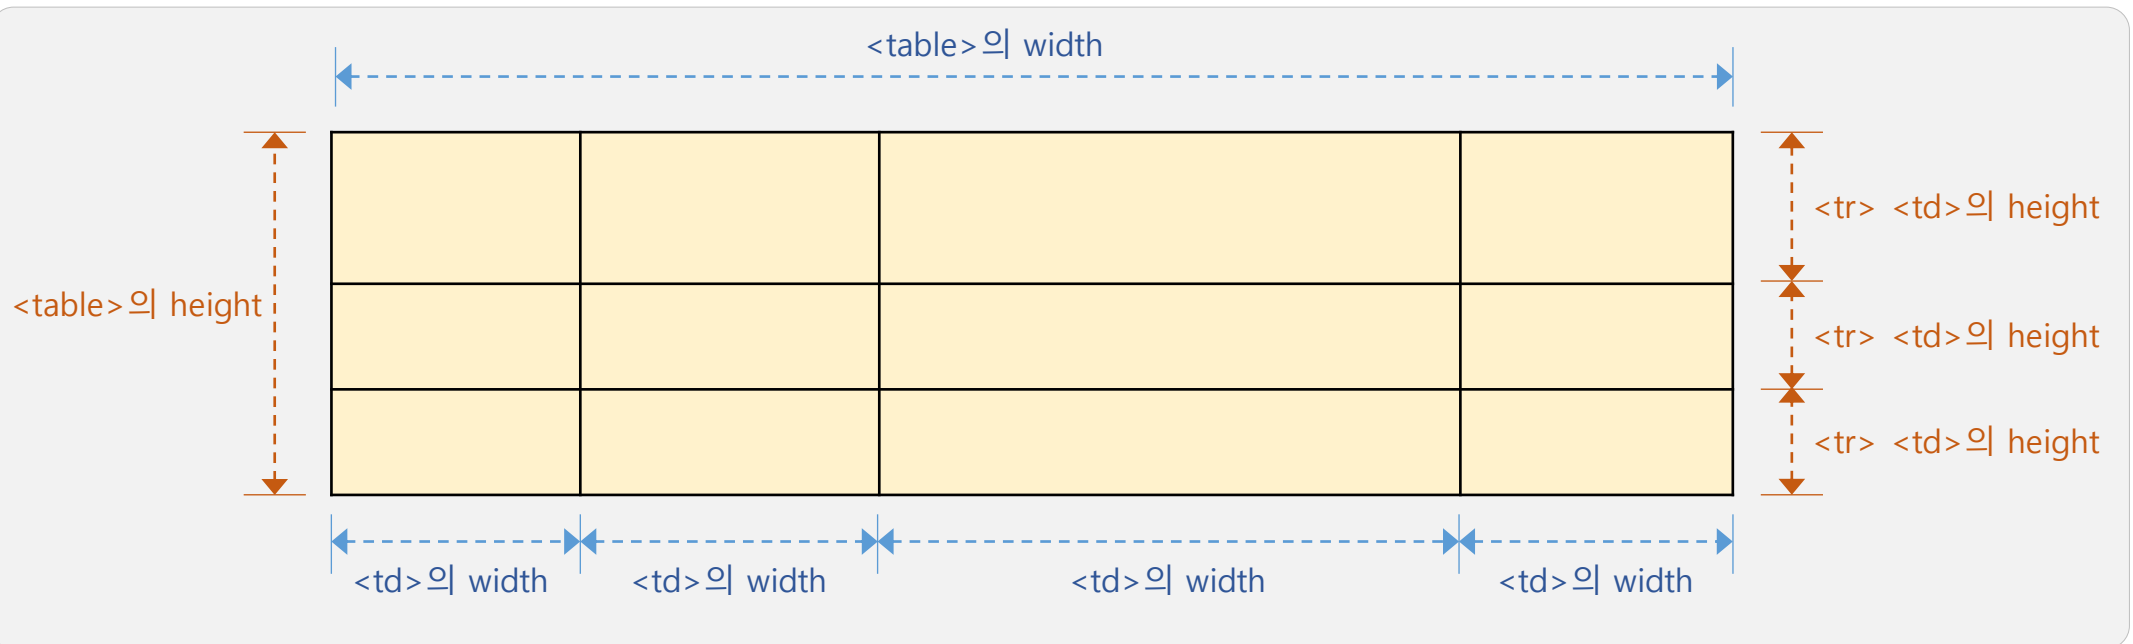 <table>의 width
<tr> <td>의 height
<table>의 height
<tr> <td>의 height
<tr> <td>의 height
<td>의 width
<td>의 width
<td>의 width
<td>의 width